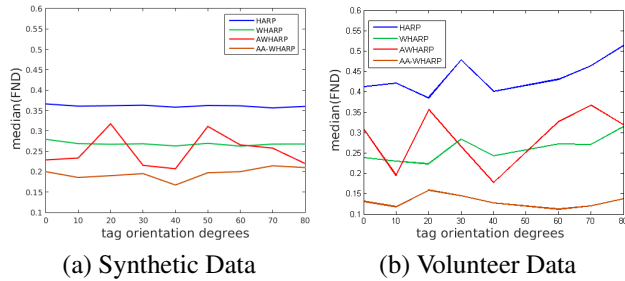 0.6
0.55
0.5
0.45
0.4
0.35
0.3
0.25
0.2
0.15
0.1
median(FND)
HARP
WHARP
AWHARP
AA-WHARP
0 10 20 30 40 50 60 70 80
tag orientation degrees
(a) Synthetic Data
0.6
0.55
0.5
0.45
0.4
0.35
0.3
0.25
0.2
0.15
0.1
median(FND)
HARP
WHARP
AWHARP
AA-WHARP
0 10 20 30 40 50 60 70 80
tag orientation degrees
(b) Volunteer Data